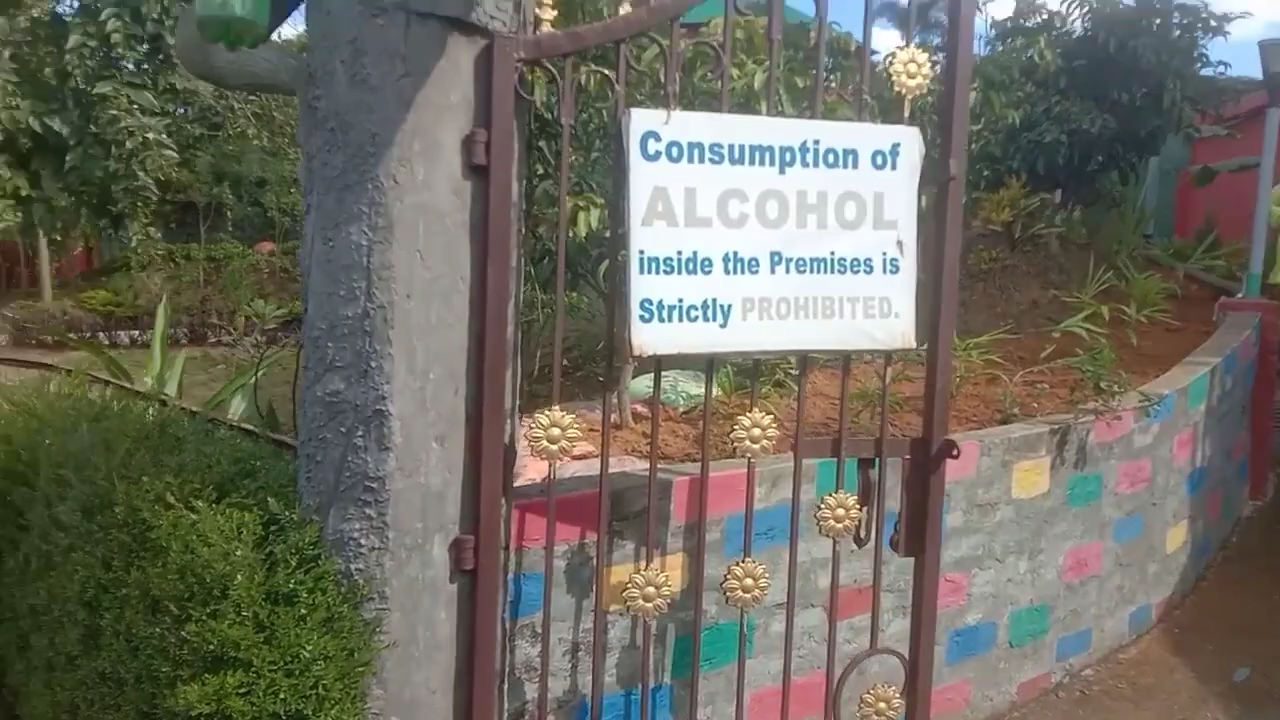 Consumption of
ALCOHOL
inside the Premises is
Strictly PROHIBITED.